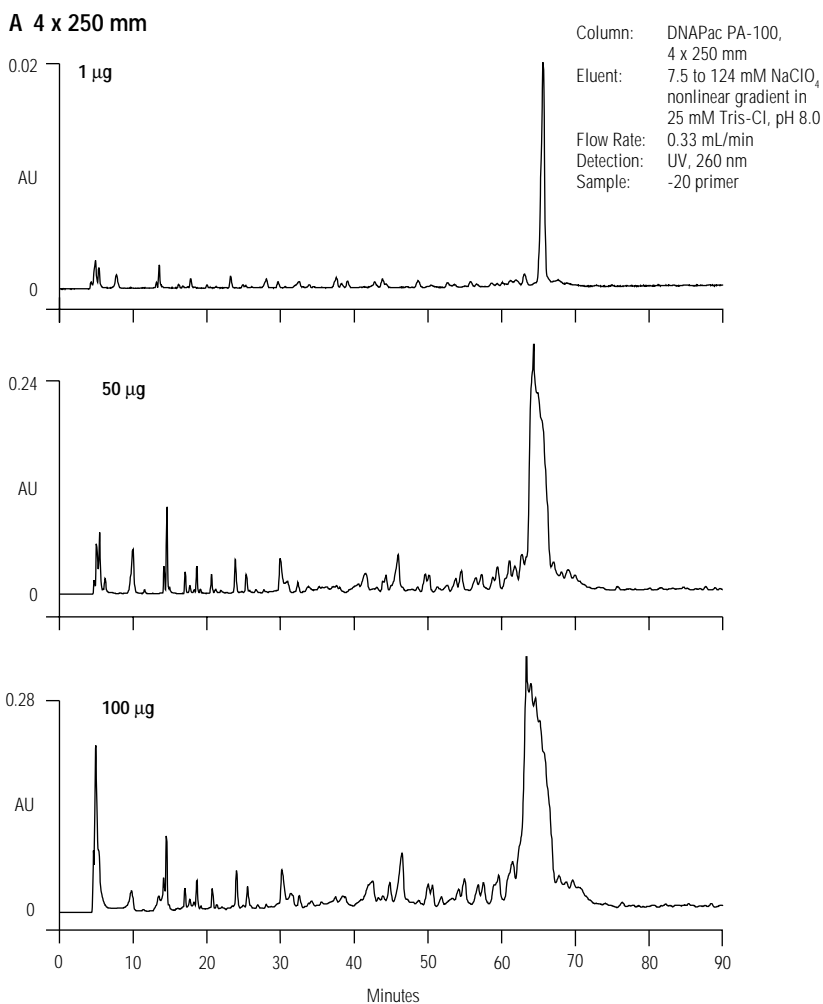 A 4 x 250 mm
Column: DNAPac PA-100,
4 x 250 mm
Eluent: 7.5 to 124 mM NaClO₄
nonlinear gradient in
25 mM Tris-Cl, pH 8.0
Flow Rate: 0.33 mL/min
Detection: UV, 260 nm
Sample: -20 primer
0.02
1 µg
AU
0
0.24
50 µg
AU
0
0.28
100 µg
AU
0
0 10 20 30 40 50 60 70 80 90
Minutes